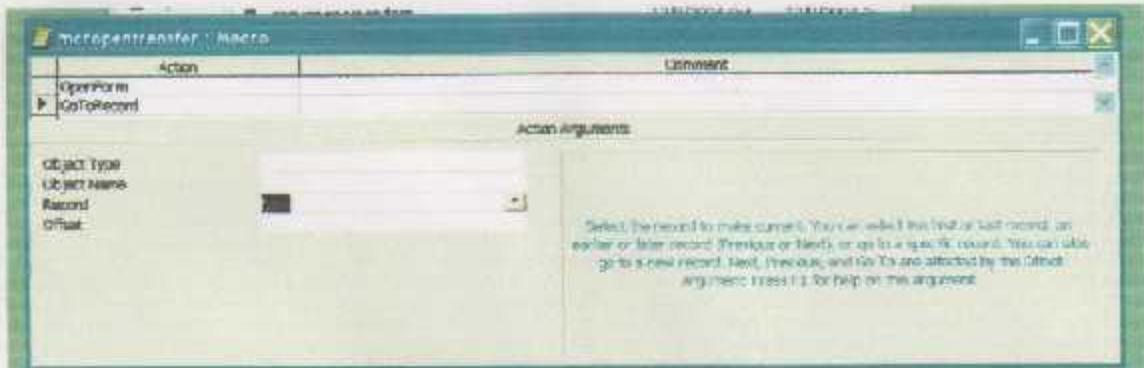 mcropentransfer : Macro
Action Comment
OpenForm
GoToRecord
Action Arguments
Object Type
Object Name
Record
Offset
Select the record to make current. You can select the first or last record, an
earlier or later record (Previous or Next), or go to a specific record. You can also
go to a new record. Next, Previous, and Go To are affected by the Offset
argument. Press F1 for help on this argument.